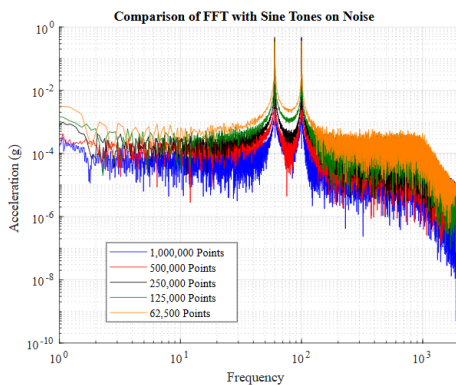 Comparison of FFT with Sine Tones on Noise
10^0
10^-2
10^-4
10^-6
10^-8
10^-10
Acceleration (g)
1,000,000 Points
500,000 Points
250,000 Points
125,000 Points
62,500 Points
10^0 10^1 10^2 10^3
Frequency